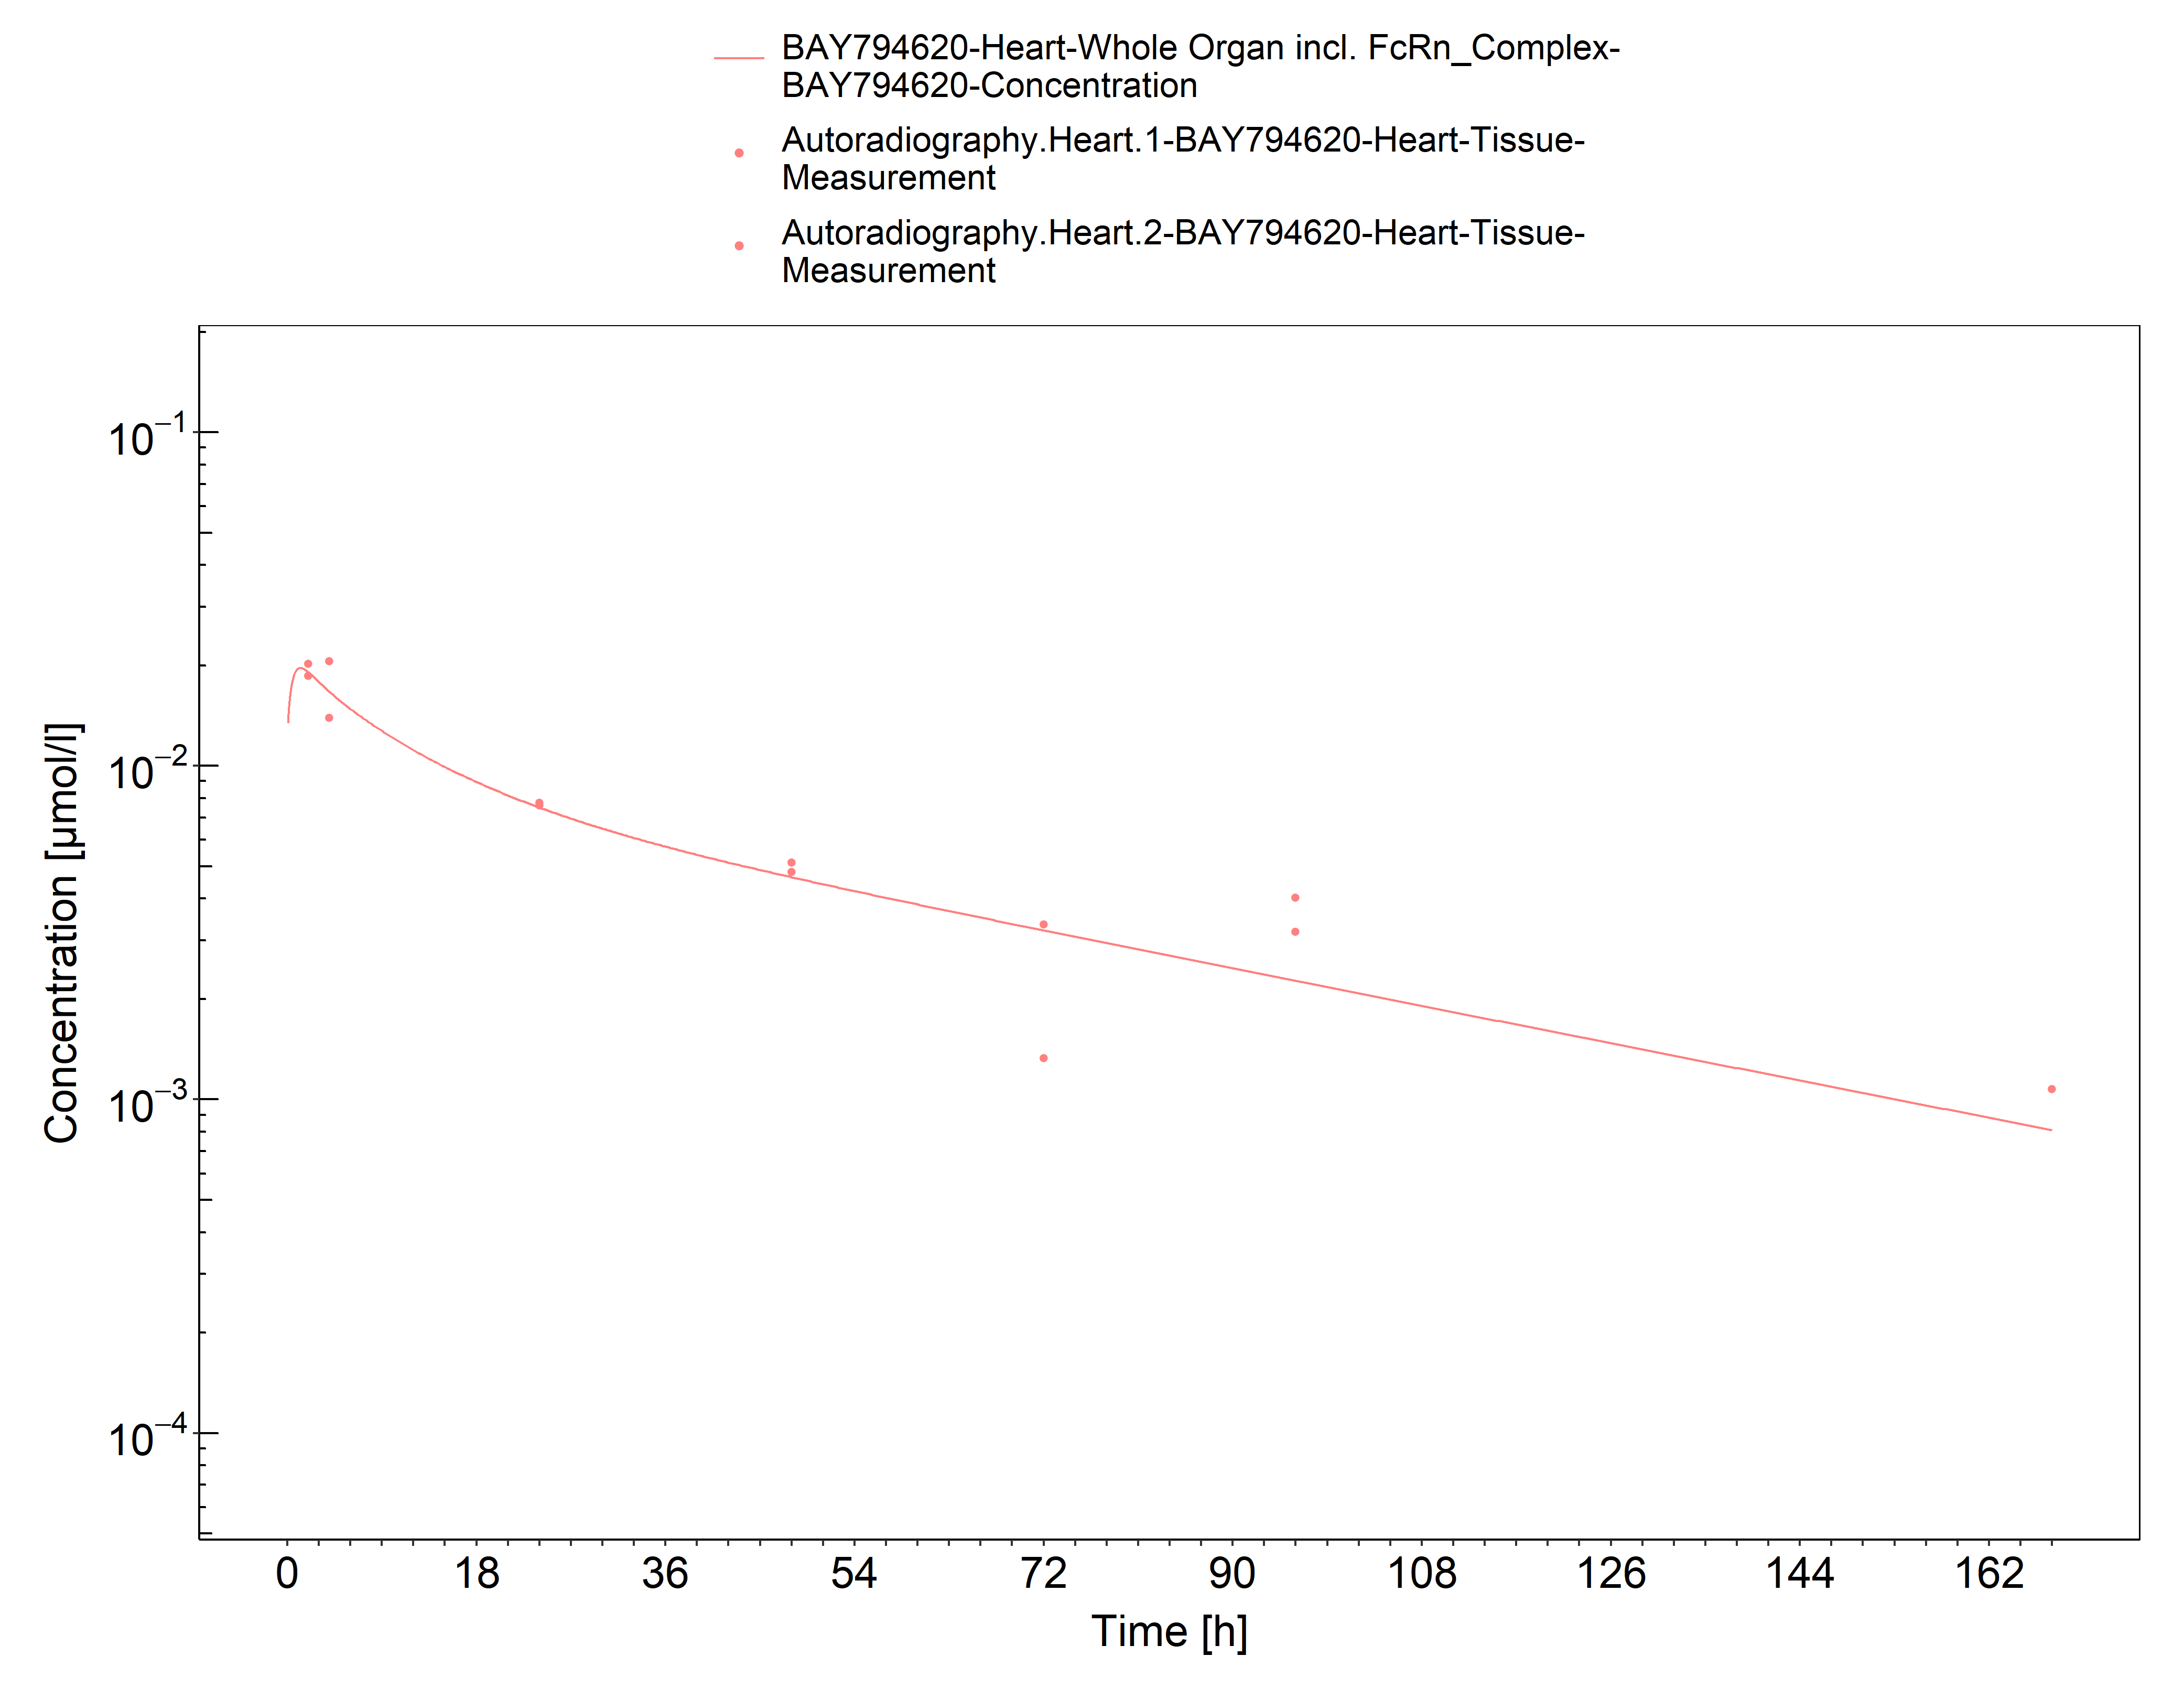 BAY794620-Heart-Whole Organ incl. FcRn_Complex-
BAY794620-Concentration
Autoradiography.Heart.1-BAY794620-Heart-Tissue-
Measurement
Autoradiography.Heart.2-BAY794620-Heart-Tissue-
Measurement
10⁻¹
10⁻²
10⁻³
10⁻⁴
Concentration [µmol/l]
0 18 36 54 72 90 108 126 144 162
Time [h]